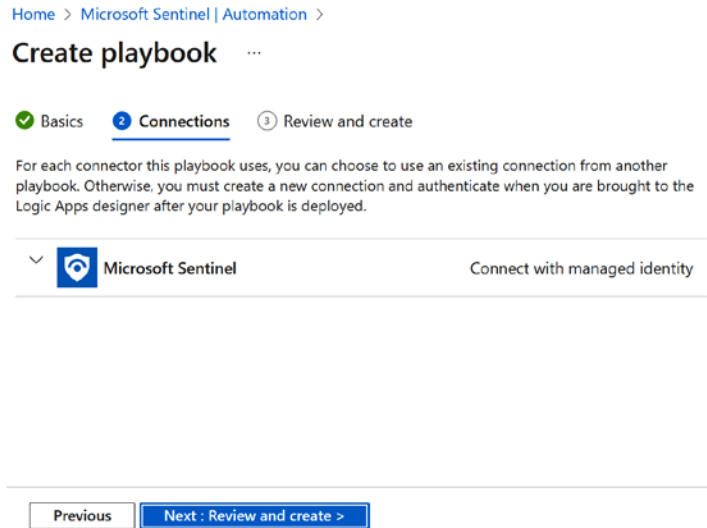 Home > Microsoft Sentinel | Automation >
Create playbook ...
Basics 2 Connections 3 Review and create
For each connector this playbook uses, you can choose to use an existing connection from another
playbook. Otherwise, you must create a new connection and authenticate when you are brought to the
Logic Apps designer after your playbook is deployed.
Microsoft Sentinel Connect with managed identity
Previous Next : Review and create >